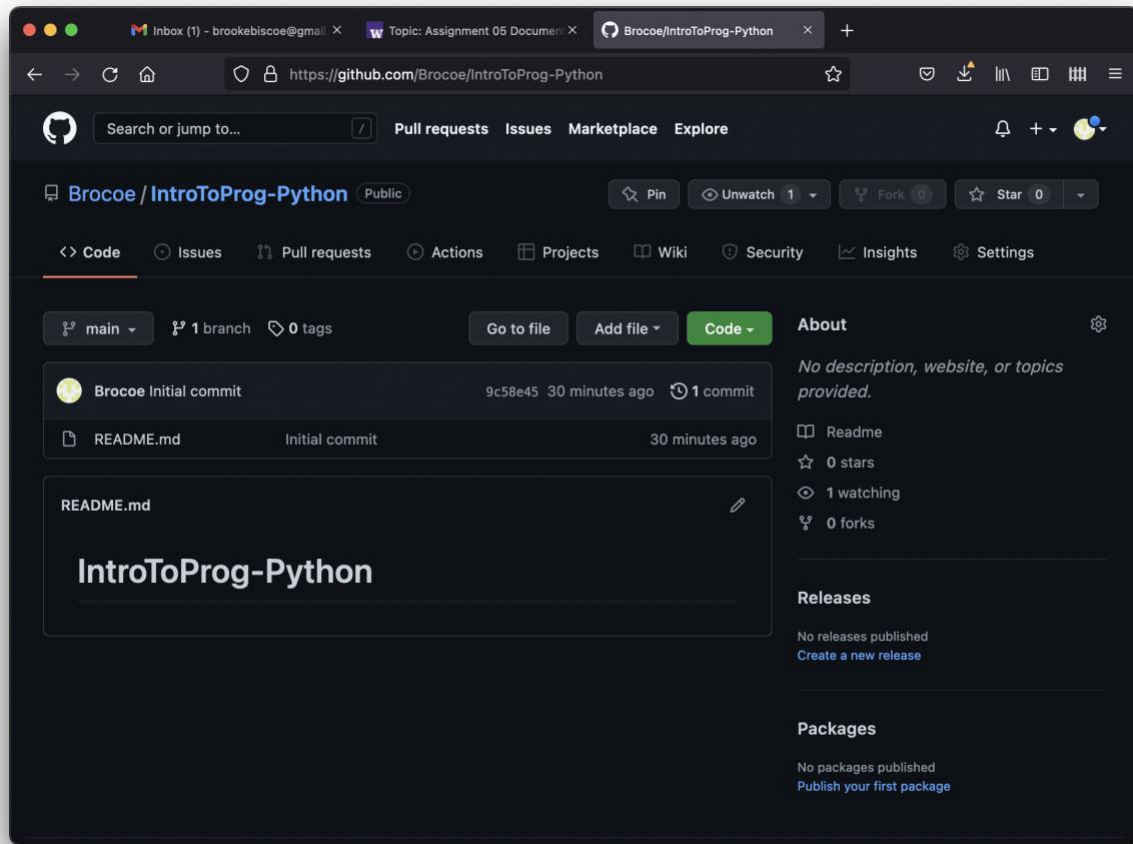 Inbox (1) - brookebiscoe@gmail
W Topic: Assignment 05 Documen
Brocoe/IntroToProg-Python
https://github.com/Brocoe/IntroToProg-Python
Search or jump to... / Pull requests Issues Marketplace Explore
Brocoe / IntroToProg-Python Public Pin Unwatch 1 Fork 0 Star 0
<> Code Issues Pull requests Actions Projects Wiki Security Insights Settings
main 1 branch 0 tags Go to file Add file Code
Brocoe Initial commit 9c58e45 30 minutes ago 1 commit
README.md Initial commit 30 minutes ago
README.md
IntroToProg-Python
About
No description, website, or topics
provided.
Readme
0 stars
1 watching
0 forks
Releases
No releases published
Create a new release
Packages
No packages published
Publish your first package